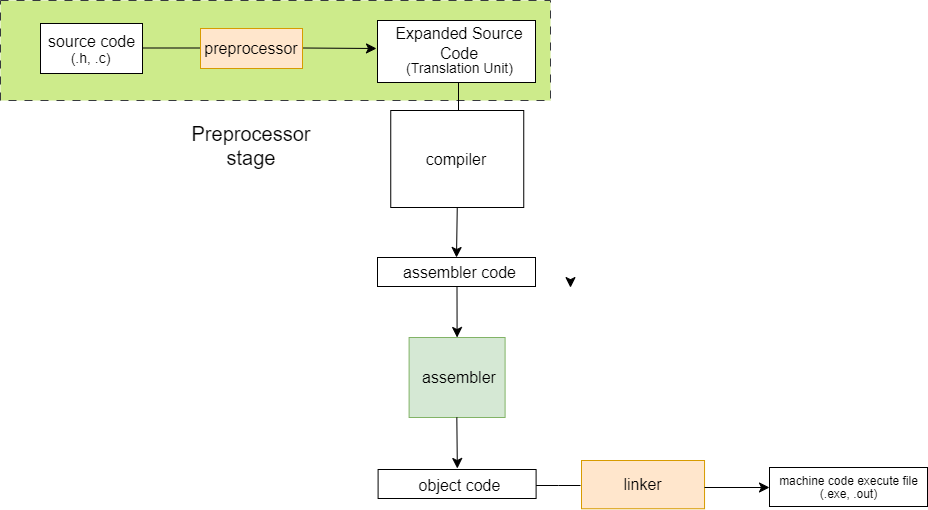 source code
(.h, .c)
preprocessor
Expanded Source
Code
(Translation Unit)
Preprocessor
stage
compiler
assembler code
assembler
object code
linker
machine code execute file
(.exe, .out)